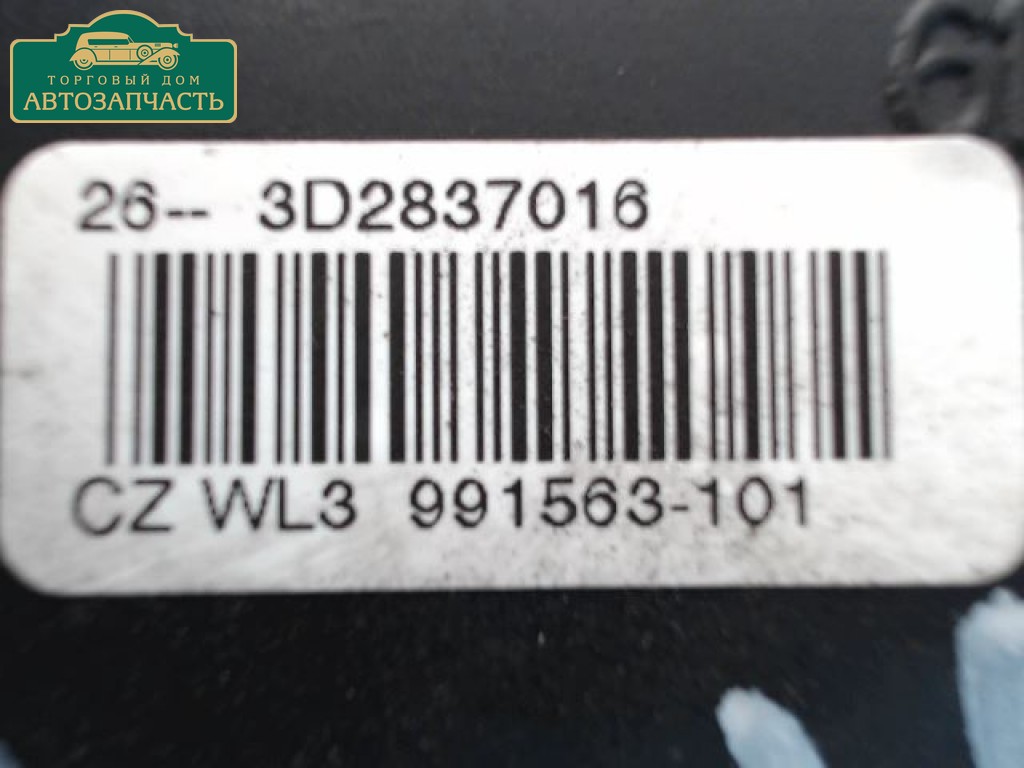 ТОРГОВЫЙ ДОМ
АВТОЗАПЧАСТЬ
26-- 3D2837016
CZ WL3 991563-101